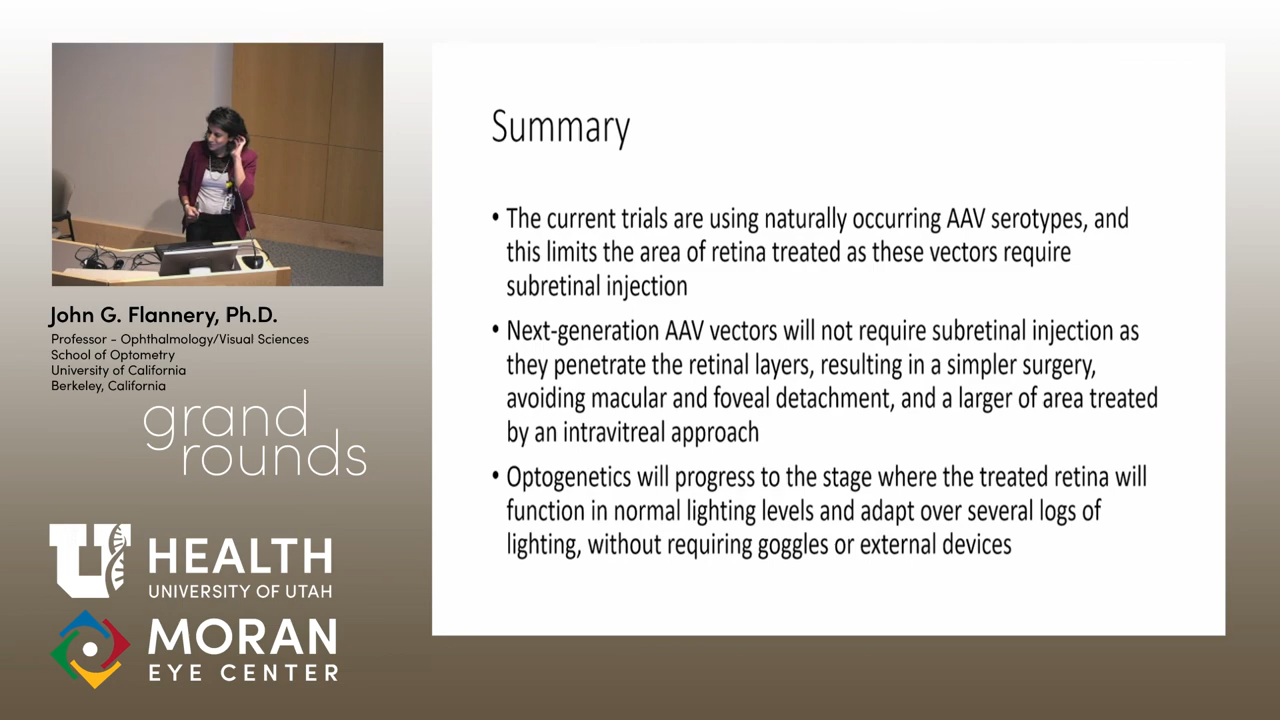 John G. Flannery, Ph.D.
Professor - Ophthalmology/Visual Sciences
School of Optometry
University of California
Berkeley, California
grand
rounds
U HEALTH
UNIVERSITY OF UTAH
MORAN
EYE CENTER
Summary
• The current trials are using naturally occurring AAV serotypes, and
this limits the area of retina treated as these vectors require
subretinal injection
• Next-generation AAV vectors will not require subretinal injection as
they penetrate the retinal layers, resulting in a simpler surgery,
avoiding macular and foveal detachment, and a larger of area treated
by an intravitreal approach
• Optogenetics will progress to the stage where the treated retina will
function in normal lighting levels and adapt over several logs of
lighting, without requiring goggles or external devices